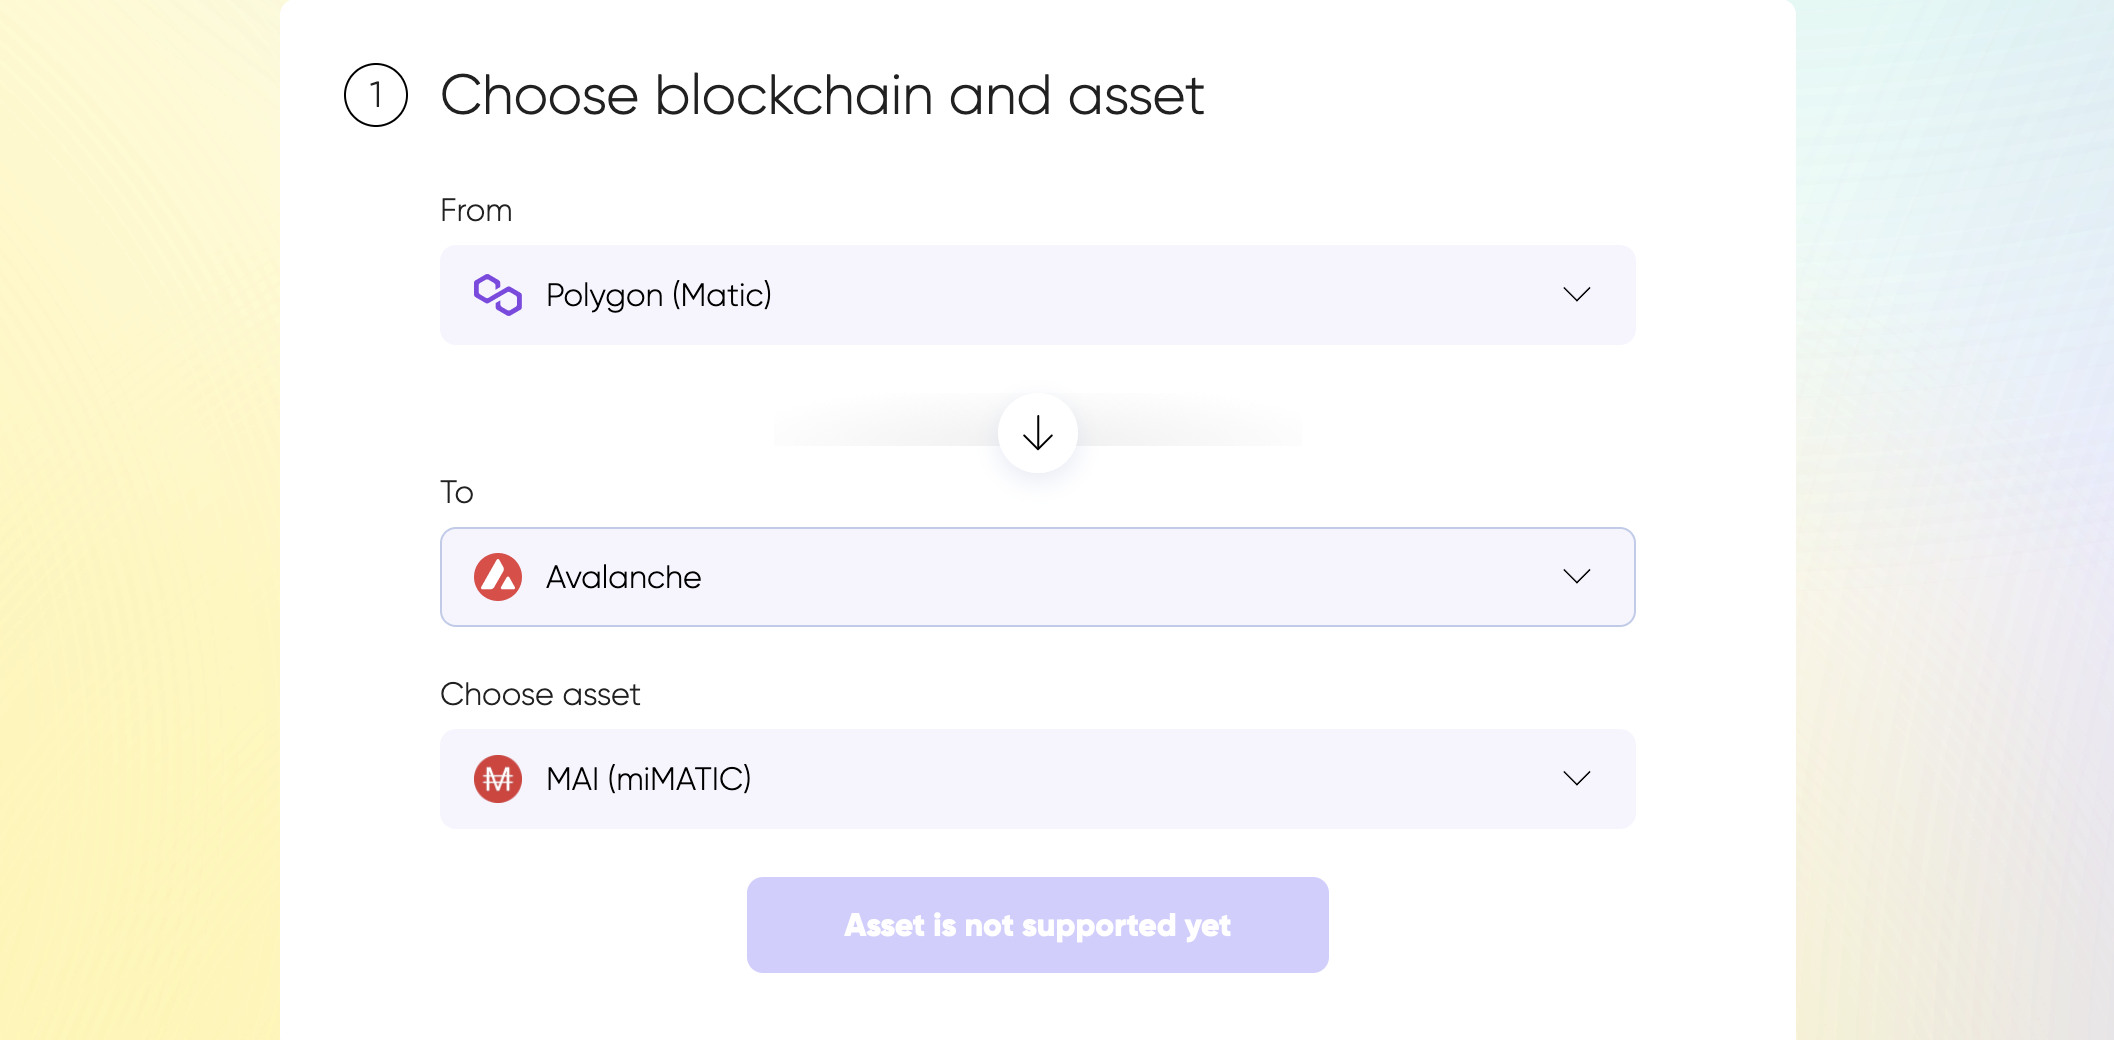 1
Choose blockchain and asset
From
Polygon (Matic)
To
Avalanche
Choose asset
MAI (miMATIC)
Asset is not supported yet